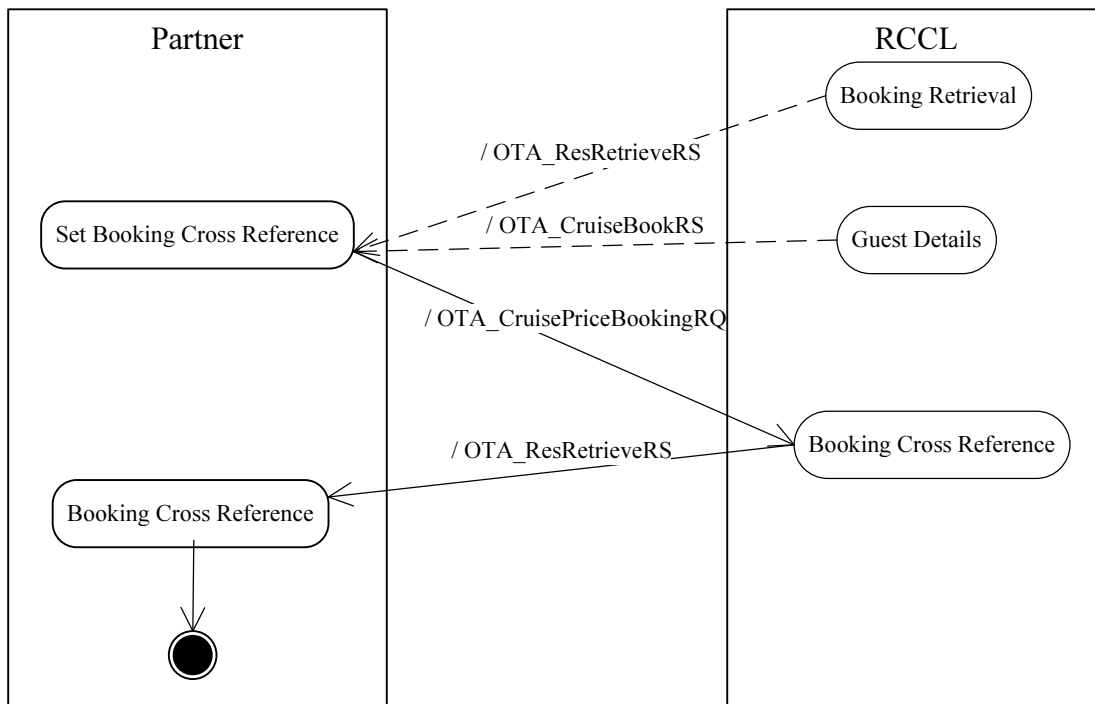 Partner
RCCL
Booking Retrieval
/ OTA_ResRetrieveRS
Set Booking Cross Reference
/ OTA_CruiseBookRS
Guest Details
/ OTA_CruisePriceBookingRQ
Booking Cross Reference
/ OTA_ResRetrieveRS
Booking Cross Reference